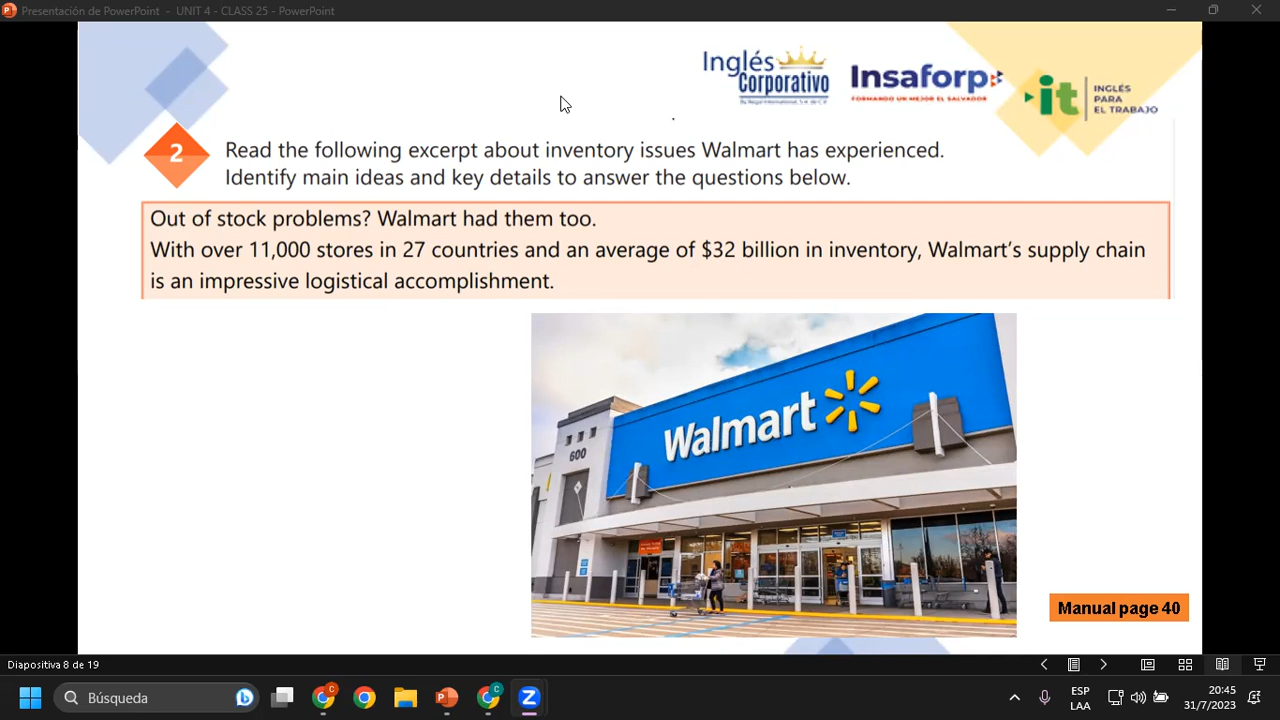 Presentación de PowerPoint - UNIT 4 - CLASS 25 - PowerPoint
Inglés
Corporativo
Insaforp
FORMANDO UN MEJOR EL SALVADOR
it
INGLÉS
PARA
EL TRABAJO
2
Read the following excerpt about inventory issues Walmart has experienced.
Identify main ideas and key details to answer the questions below.
Out of stock problems? Walmart had them too.
With over 11,000 stores in 27 countries and an average of $32 billion in inventory, Walmart's supply chain
is an impressive logistical accomplishment.
Walmart
600
Manual page 40
Diapositiva 8 de 19
Búsqueda
ESP
LAA
20:45
31/7/2023